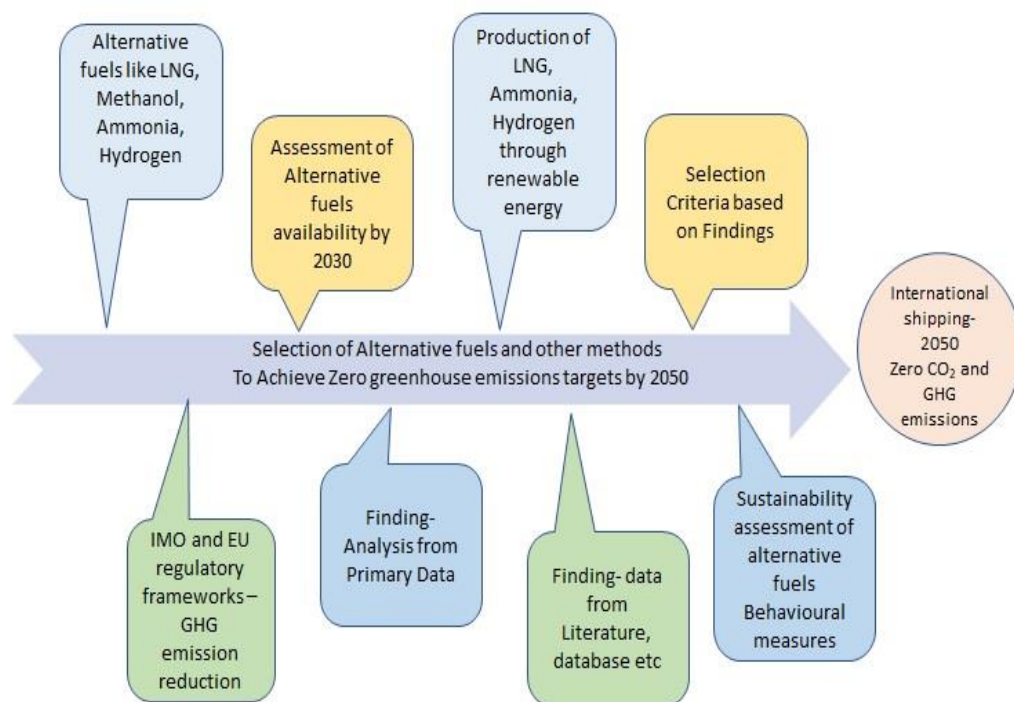 Alternative
fuels like LNG,
Methanol,
Ammonia,
Hydrogen
Assessment of
Alternative
fuels
availability by
2030
Production of
LNG,
Ammonia,
Hydrogen
through
renewable
energy
Selection
Criteria based
on Findings
International
shipping-
2050
Zero CO₂ and
GHG
emissions
Selection of Alternative fuels and other methods
To Achieve Zero greenhouse emissions targets by 2050
IMO and EU
regulatory
frameworks –
GHG
emission
reduction
Finding-
Analysis from
Primary Data
Finding- data
from
Literature,
database etc
Sustainability
assessment of
alternative
fuels
Behavioural
measures